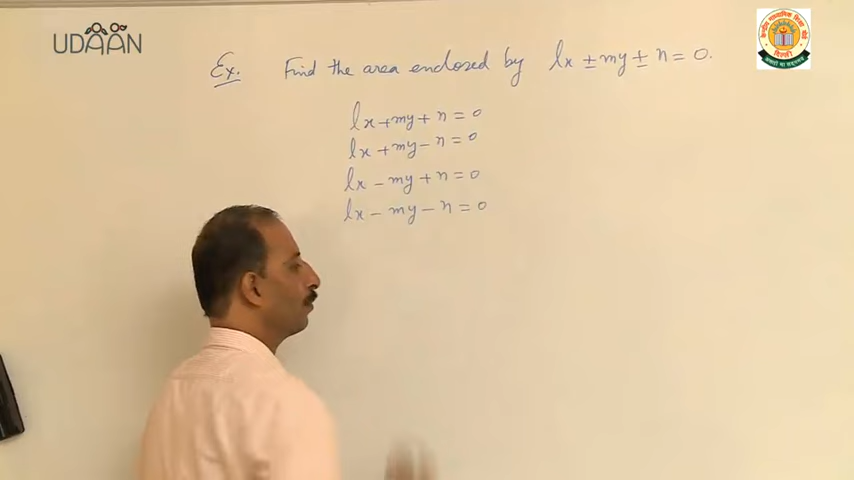 UDAAN
Ex. Find the area enclosed by lx ± my ± n = 0.
lx + my + n = 0
lx + my - n = 0
lx - my + n = 0
lx - my - n = 0